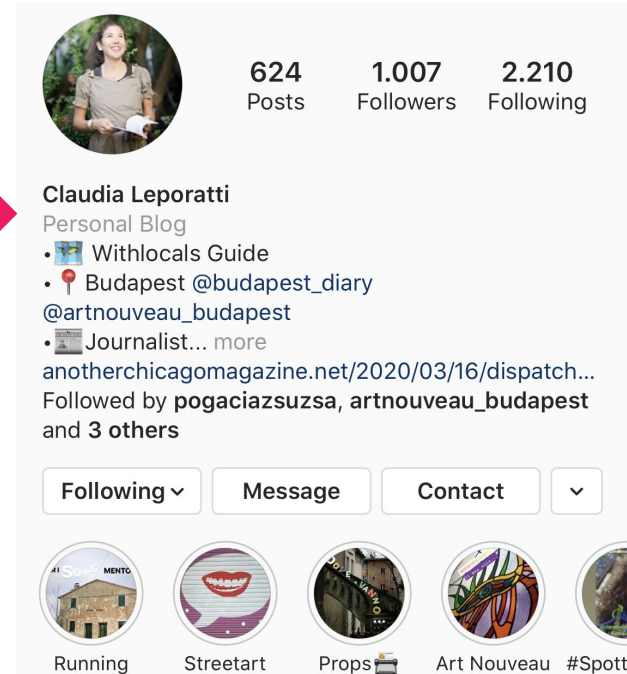 624 1.007 2.210
Posts Followers Following
Claudia Leporatti
Personal Blog
•🗺️ Withlocals Guide
• 📍 Budapest @budapest_diary
@artnouveau_budapest
•📰Journalist... more
anotherchicagomagazine.net/2020/03/16/dispatch...
Followed by pogaciazsuzsa, artnouveau_budapest
and 3 others
Following Message Contact
MENTO
Running Streetart Props Art Nouveau #Spott